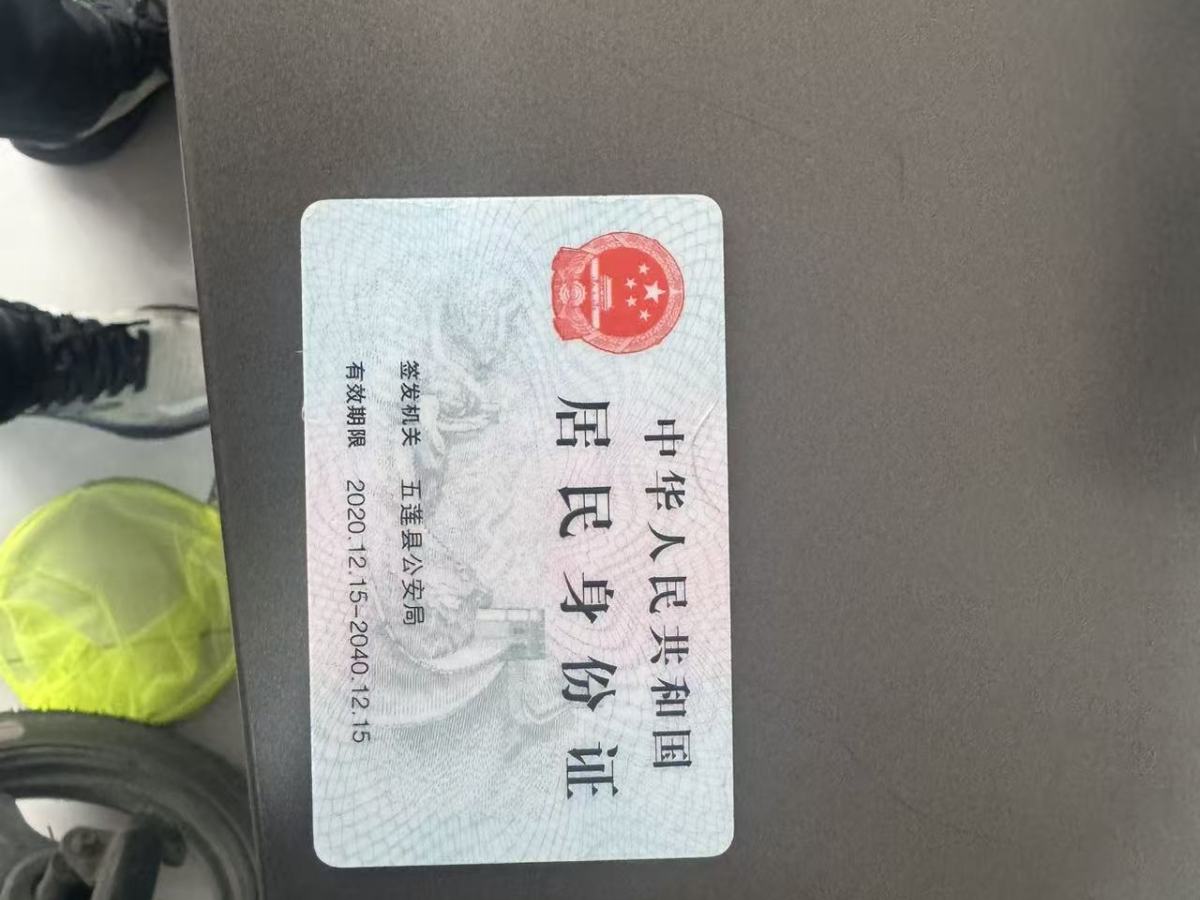 中华人民共和国
居民身份证
签发机关 五莲县公安局
有效期限 2020.12.15-2040.12.15